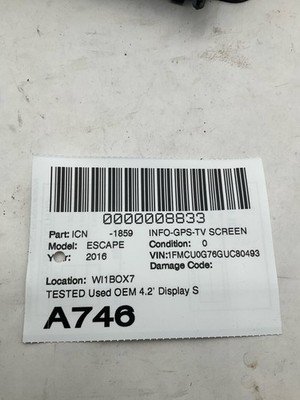 0000008833
Part: ICN -1859 INFO-GPS-TV SCREEN
Model: ESCAPE Condition: 0
Year: 2016 VIN:1FMCU0G76GUC80493
Damage Code:
Location: WI1BOX7
TESTED Used OEM 4.2' Display S
A746